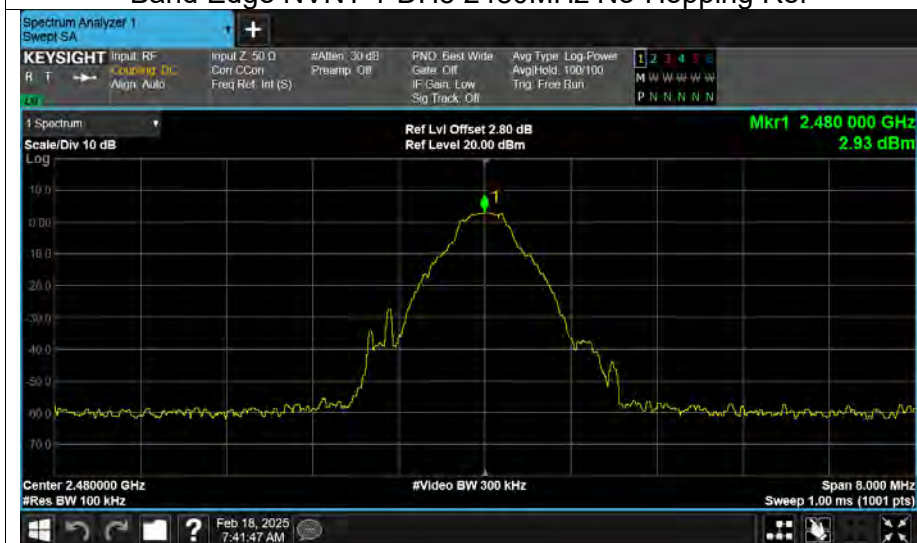 Spectrum Analyzer 1
Swept SA
KEYSIGHT
R T
Input: RF
Coupling: DC
Align: Auto
Input Z: 50 Ω
Corr CCorr
Freq Ref: Int (S)
#Atten: 30 dB
Preamp: Off
PNO: Best Wide
Gate: Off
IF Gain: Low
Sig Track: Off
Avg Type: Log-Power
Avg|Hold: 100/100
Trig: Free Run
1 2 3 4 5 6
M W W W W W
P N N N N N
1 Spectrum
Scale/Div 10 dB
Ref Lvl Offset 2.80 dB
Ref Level 20.00 dBm
Mkr1 2.480 000 GHz
2.93 dBm
Log
10.0
0.00
-10.0
-20.0
-30.0
-40.0
-50.0
-60.0
-70.0
1
Center 2.480000 GHz
#Res BW 100 kHz
#Video BW 300 kHz
Span 8.000 MHz
Sweep 1.00 ms (1001 pts)
?
Feb 18, 2025
7:41:47 AM